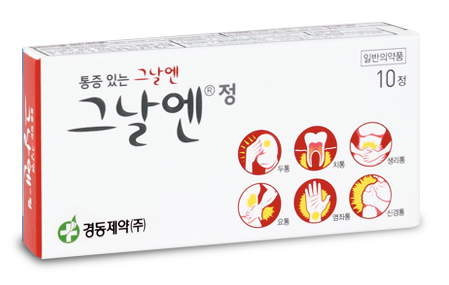 일반의약품
10정
통증 있는 그날엔
그날엔® 정
두통
치통
생리통
요통
염좌통
신경통
경동제약(주)